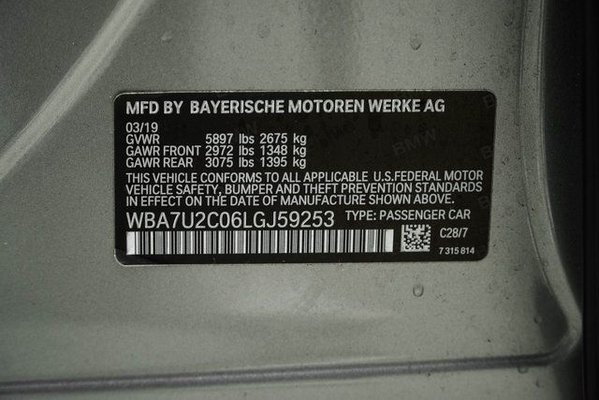 MFD BY BAYERISCHE MOTOREN WERKE AG
03/19
GVWR 5897 lbs 2675 kg
GAWR FRONT 2972 lbs 1348 kg
GAWR REAR 3075 lbs 1395 kg
THIS VEHICLE CONFORMS TO ALL APPLICABLE U.S.FEDERAL MOTOR
VEHICLE SAFETY, BUMPER AND THEFT PREVENTION STANDARDS
IN EFFECT ON THE DATE OF MANUFACTURE SHOWN ABOVE.
WBA7U2C06LGJ59253 TYPE: PASSENGER CAR
C28/7
7 315 814
BMW